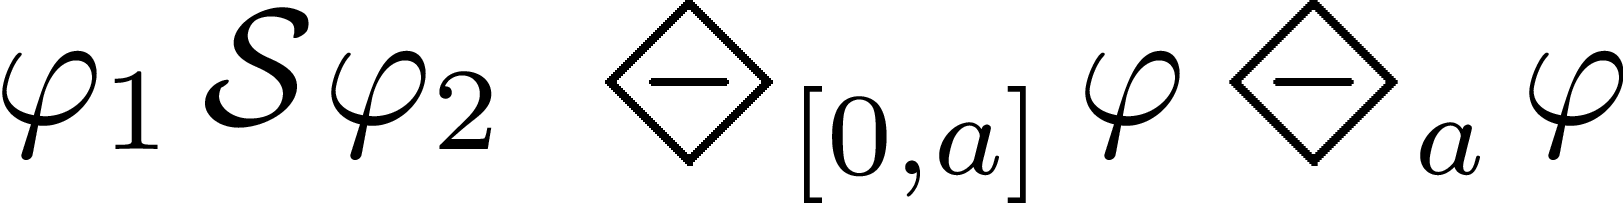 φ₁ 𝒮 φ₂ ⟐_[0,a] φ ⟐_a φ